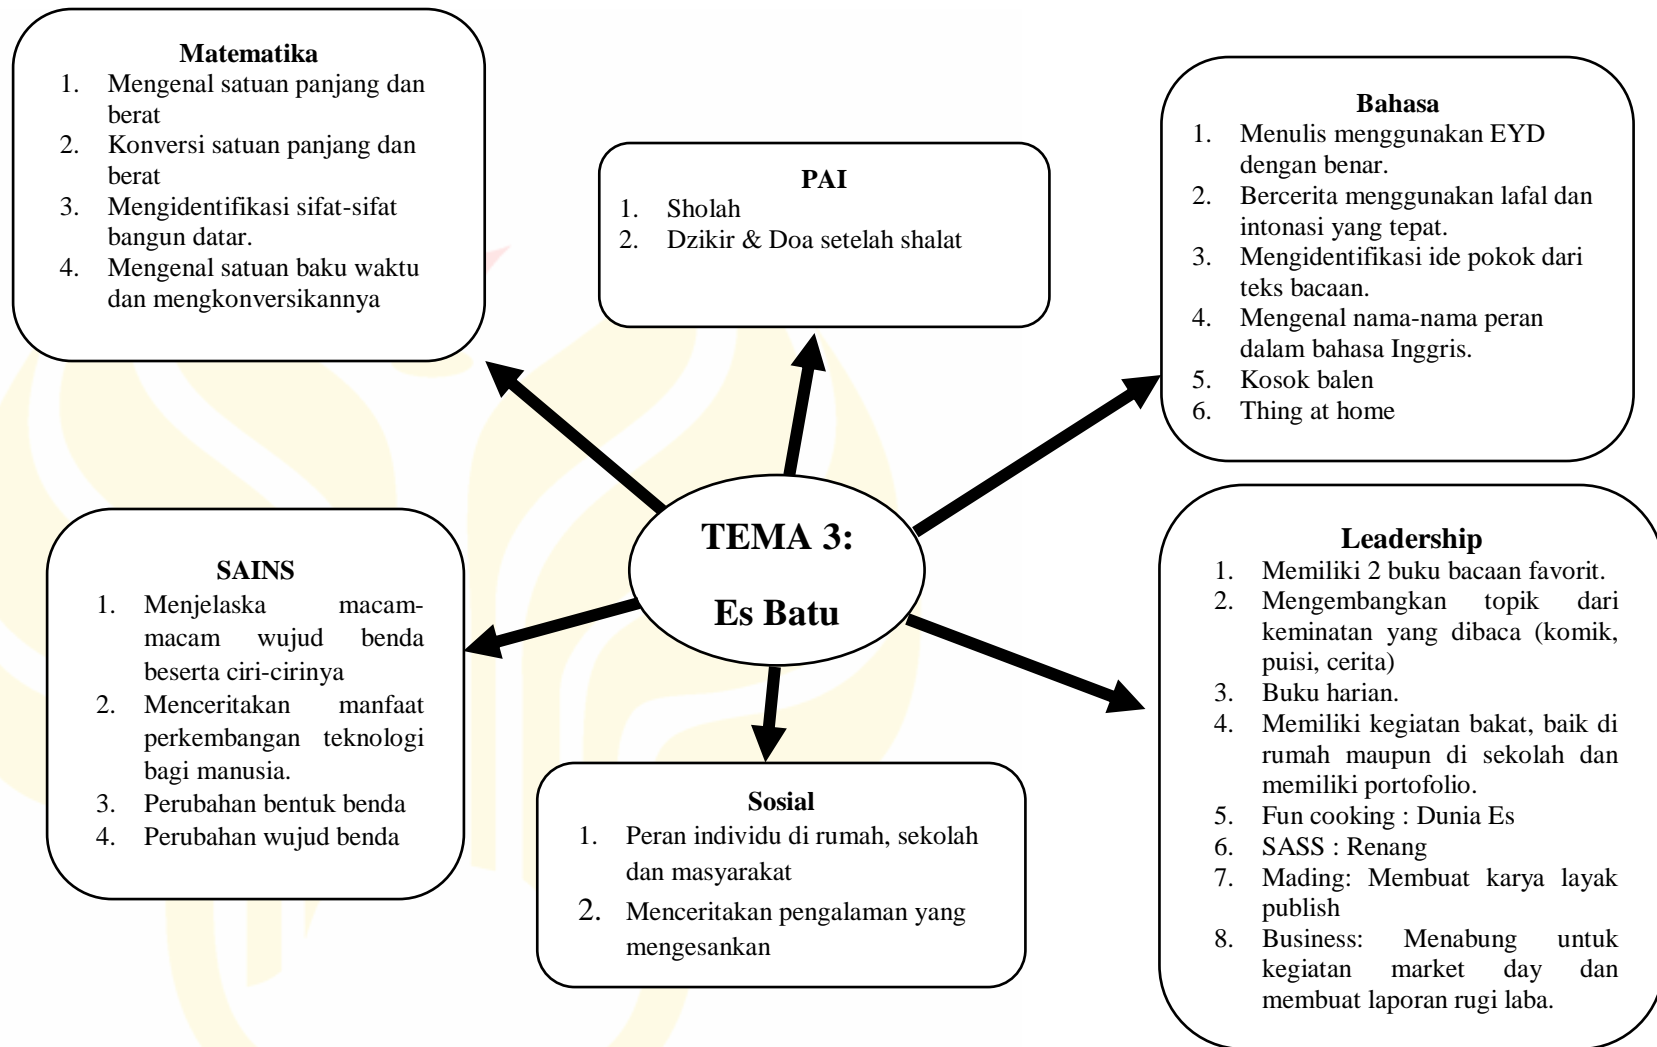 Matematika
1. Mengenal satuan panjang dan
berat
2. Konversi satuan panjang dan
berat
3. Mengidentifikasi sifat-sifat
bangun datar.
4. Mengenal satuan baku waktu
dan mengkonversikannya
PAI
1. Sholah
2. Dzikir & Doa setelah shalat
Bahasa
1. Menulis menggunakan EYD
dengan benar.
2. Bercerita menggunakan lafal dan
intonasi yang tepat.
3. Mengidentifikasi ide pokok dari
teks bacaan.
4. Mengenal nama-nama peran
dalam bahasa Inggris.
5. Kosok balen
6. Thing at home
TEMA 3:
Es Batu
SAINS
1. Menjelaska macam-
macam wujud benda
beserta ciri-cirinya
2. Menceritakan manfaat
perkembangan teknologi
bagi manusia.
3. Perubahan bentuk benda
4. Perubahan wujud benda
Sosial
1. Peran individu di rumah, sekolah
dan masyarakat
2. Menceritakan pengalaman yang
mengesankan
Leadership
1. Memiliki 2 buku bacaan favorit.
2. Mengembangkan topik dari
keminatan yang dibaca (komik,
puisi, cerita)
3. Buku harian.
4. Memiliki kegiatan bakat, baik di
rumah maupun di sekolah dan
memiliki portofolio.
5. Fun cooking : Dunia Es
6. SASS : Renang
7. Mading: Membuat karya layak
publish
8. Business: Menabung untuk
kegiatan market day dan
membuat laporan rugi laba.